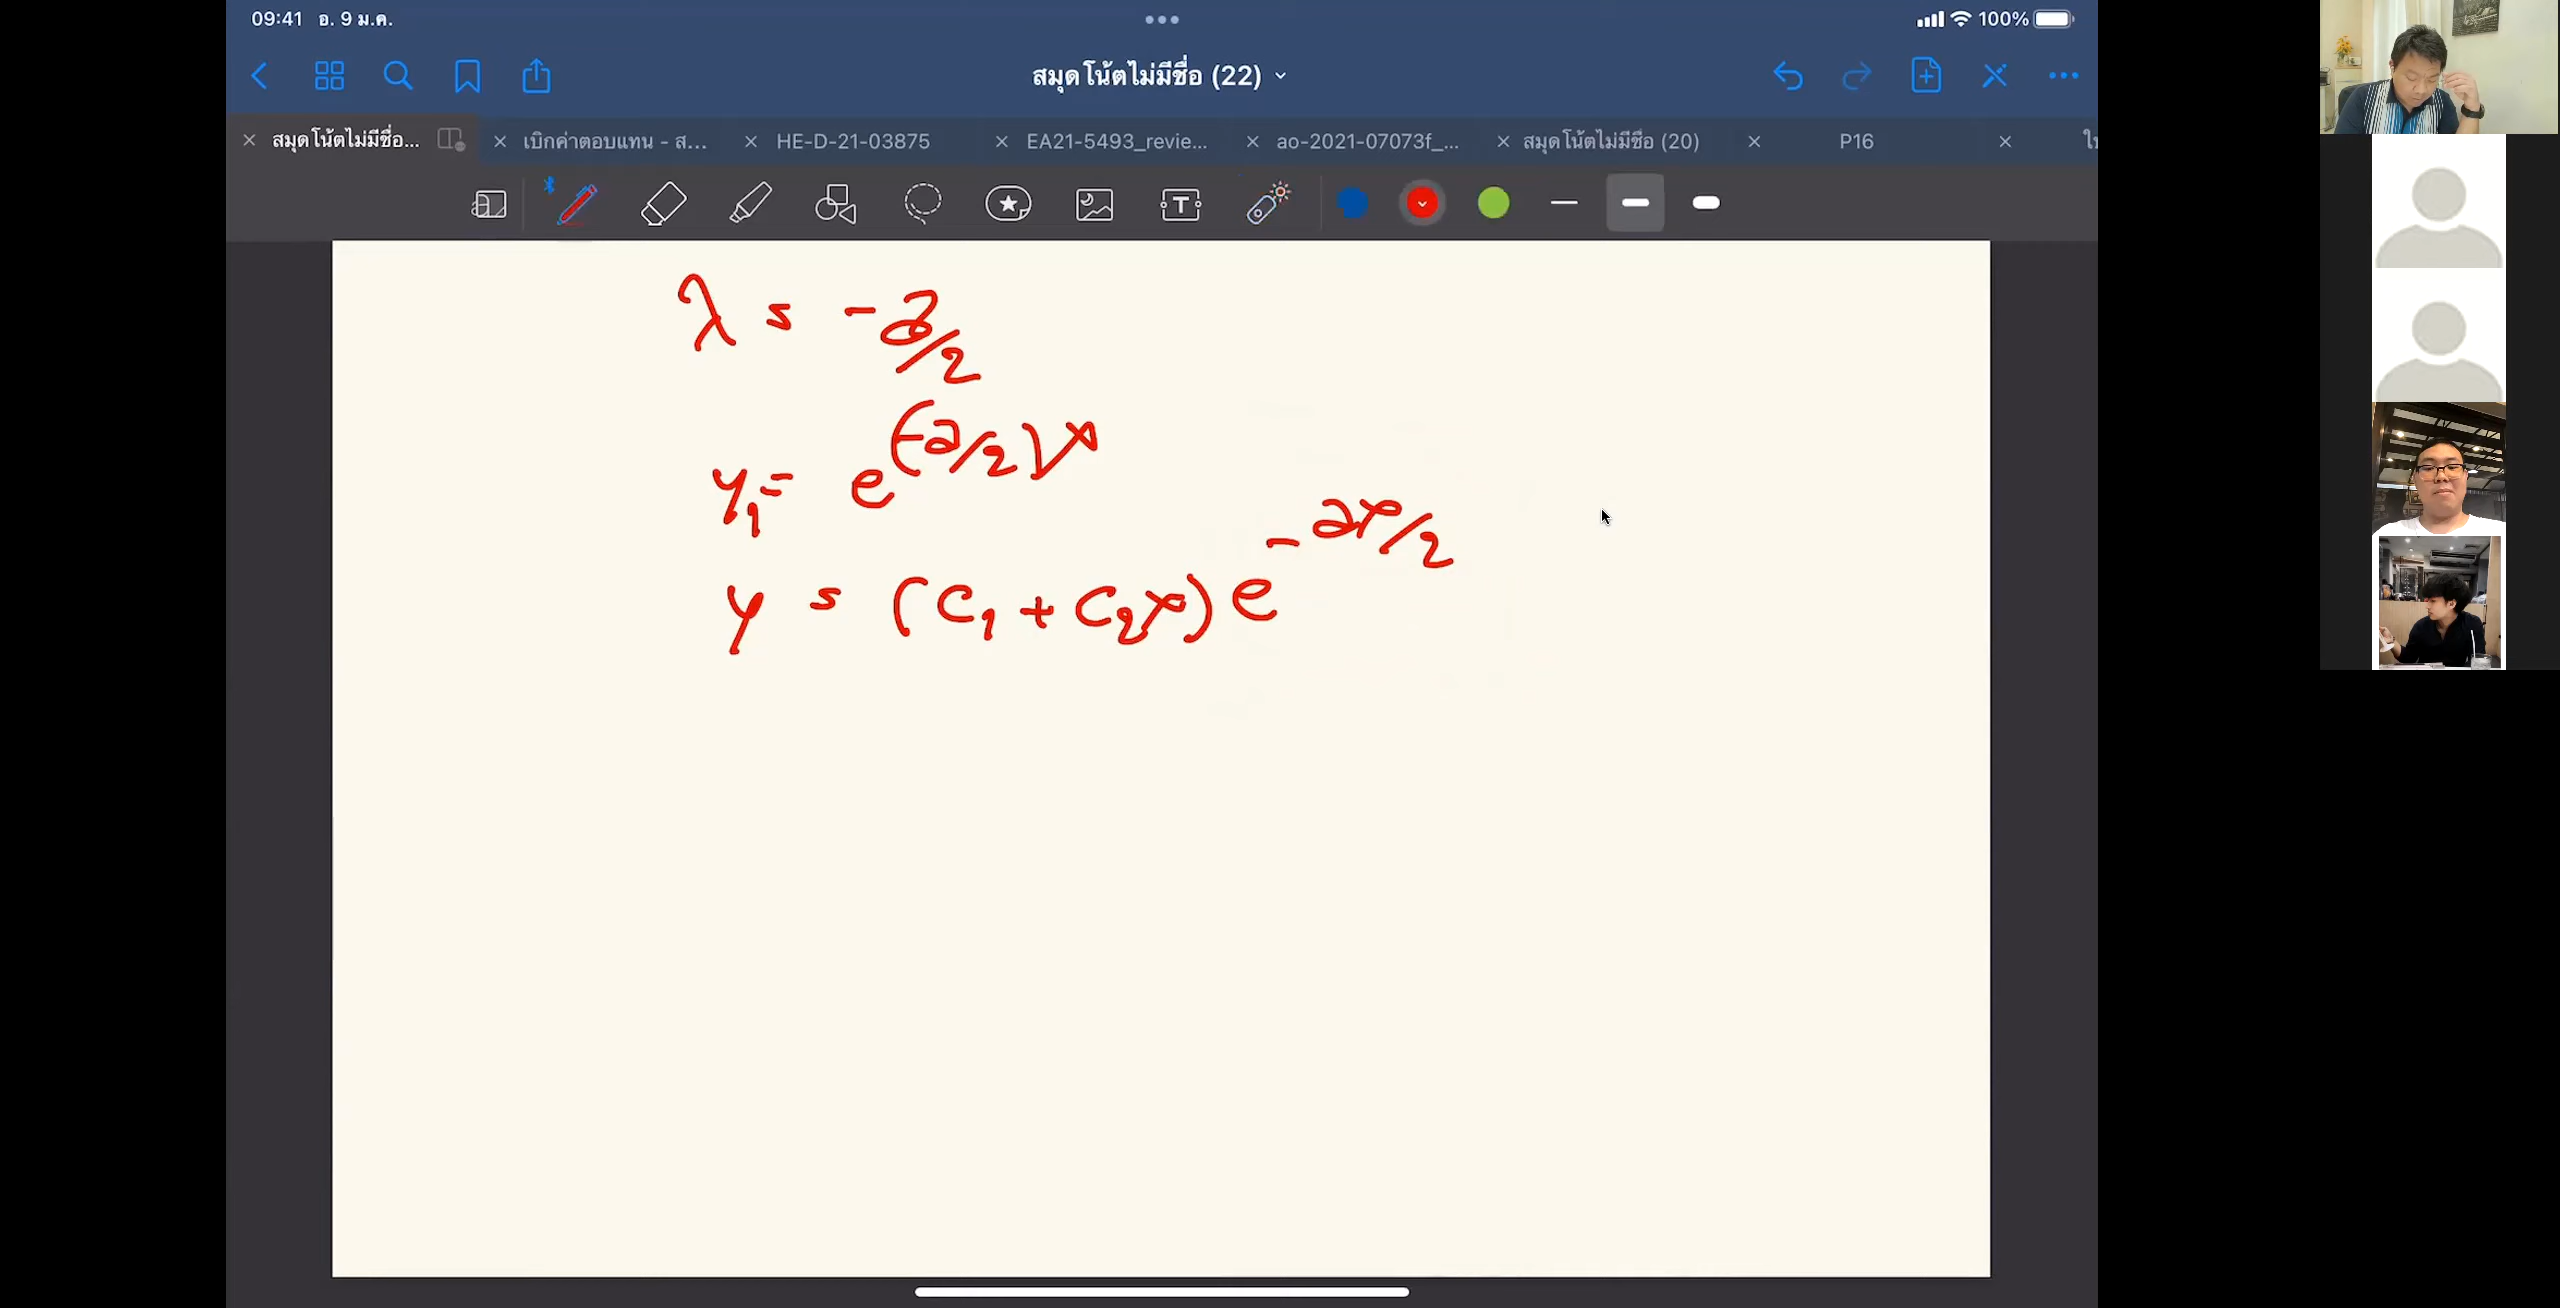 09:41 อ. 9 ม.ค.
100%
สมุดโน้ตไม่มีชื่อ (22)
สมุดโน้ตไม่มีชื่อ...
เบิกค่าตอบแทน - ส...
HE-D-21-03875
EA21-5493_revie...
ao-2021-07073f_...
สมุดโน้ตไม่มีชื่อ (20)
P16
λ = -a/2
y₁ = e^(-a/2)x
y = (c₁ + c₂x) e^-ax/2